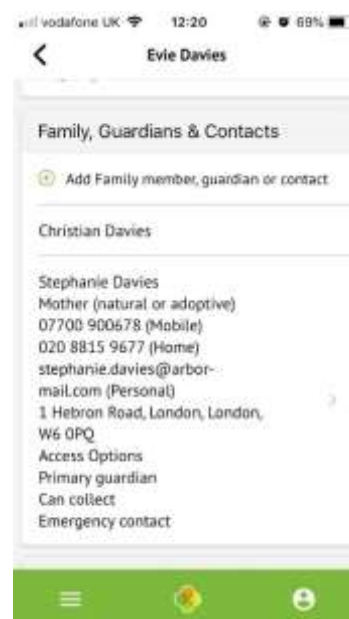 vodafone UK 12:20 69%
Evie Davies
Family, Guardians & Contacts
Add Family member, guardian or contact
Christian Davies
Stephanie Davies
Mother (natural or adoptive)
07700 900678 (Mobile)
020 8815 9677 (Home)
stephanie.davies@arbor-
mail.com (Personal)
1 Hebron Road, London, London,
W6 0PQ
Access Options
Primary guardian
Can collect
Emergency contact